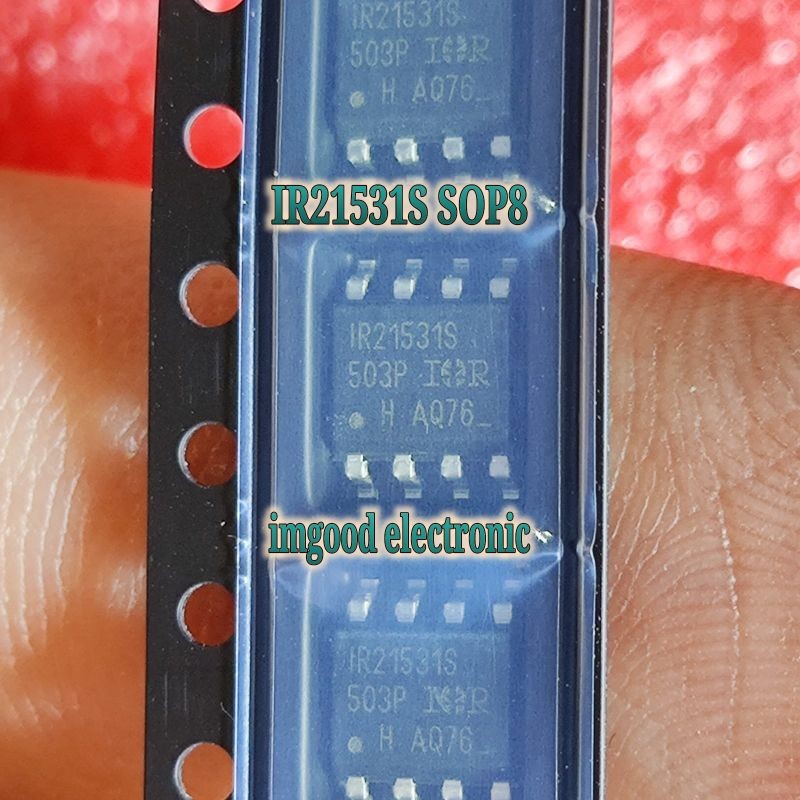 IR21531S
503P IOR
H AQ76
IR21531S SOP8
IR21531S
503P IOR
H AQ76
imgood electronic
IR21531S
503P IOR
H AQ76